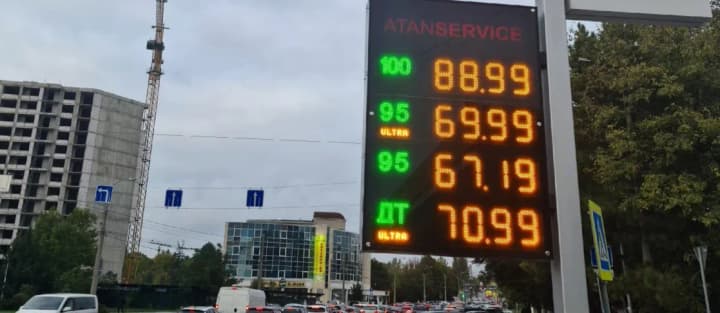 ATANSERVICE
100 88.99
95 69.99
ULTRA
95 67.19
ДТ 70.99
ULTRA